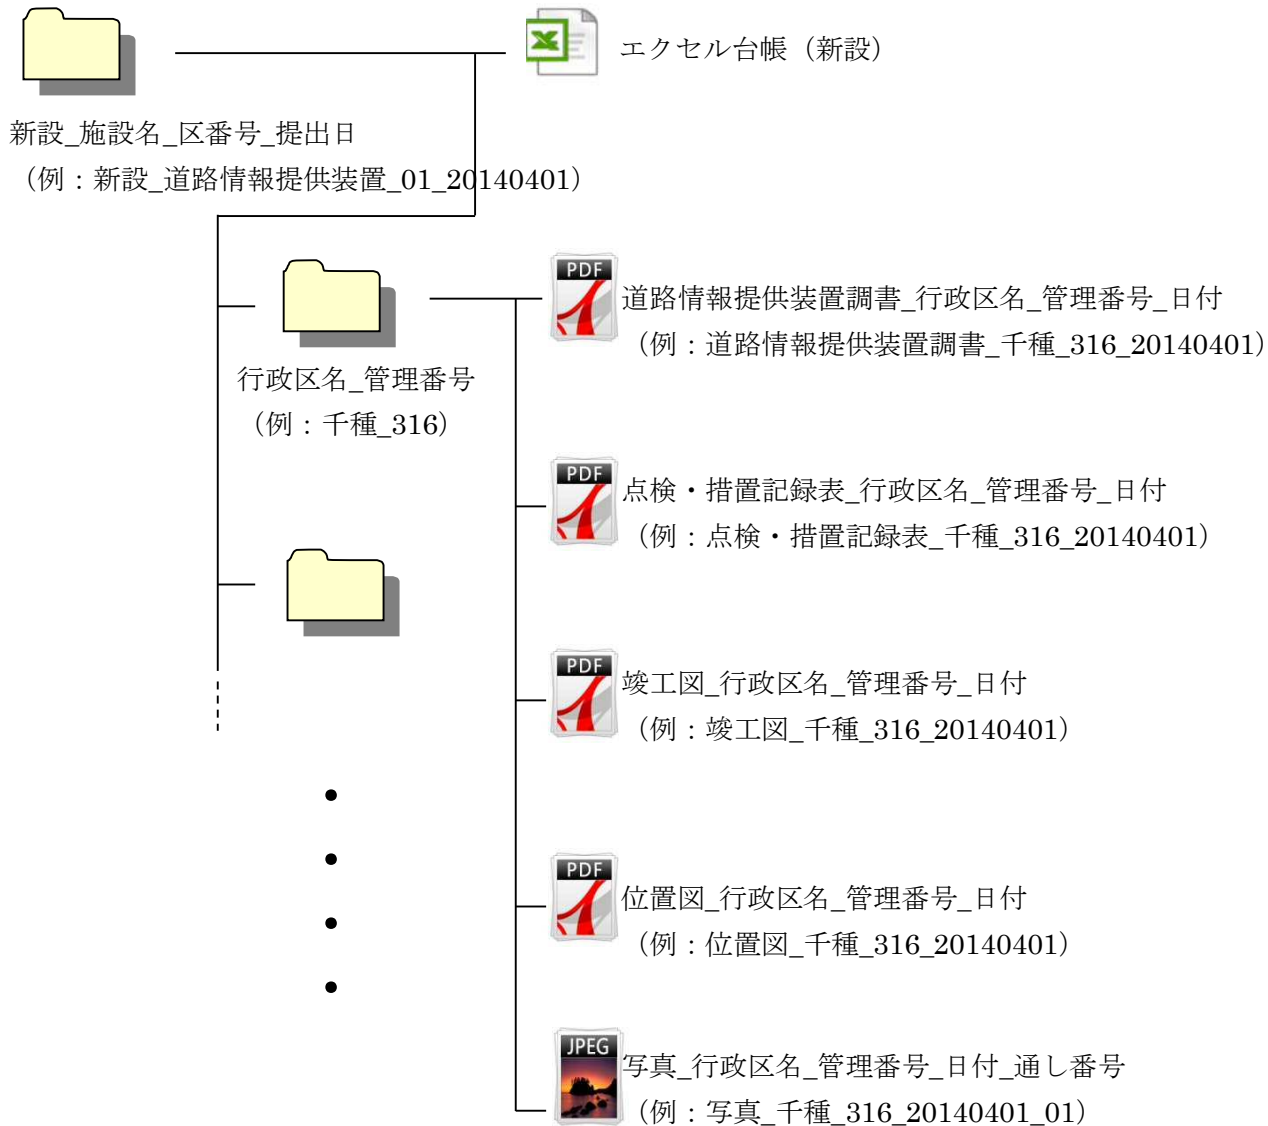 エクセル台帳（新設）
新設_施設名_区番号_提出日
（例：新設_道路情報提供装置_01_20140401）
行政区名_管理番号
（例：千種_316）
PDF
道路情報提供装置調書_行政区名_管理番号_日付
（例：道路情報提供装置調書_千種_316_20140401）
PDF
点検・措置記録表_行政区名_管理番号_日付
（例：点検・措置記録表_千種_316_20140401）
PDF
竣工図_行政区名_管理番号_日付
（例：竣工図_千種_316_20140401）
PDF
位置図_行政区名_管理番号_日付
（例：位置図_千種_316_20140401）
JPEG
写真_行政区名_管理番号_日付_通し番号
（例：写真_千種_316_20140401_01）